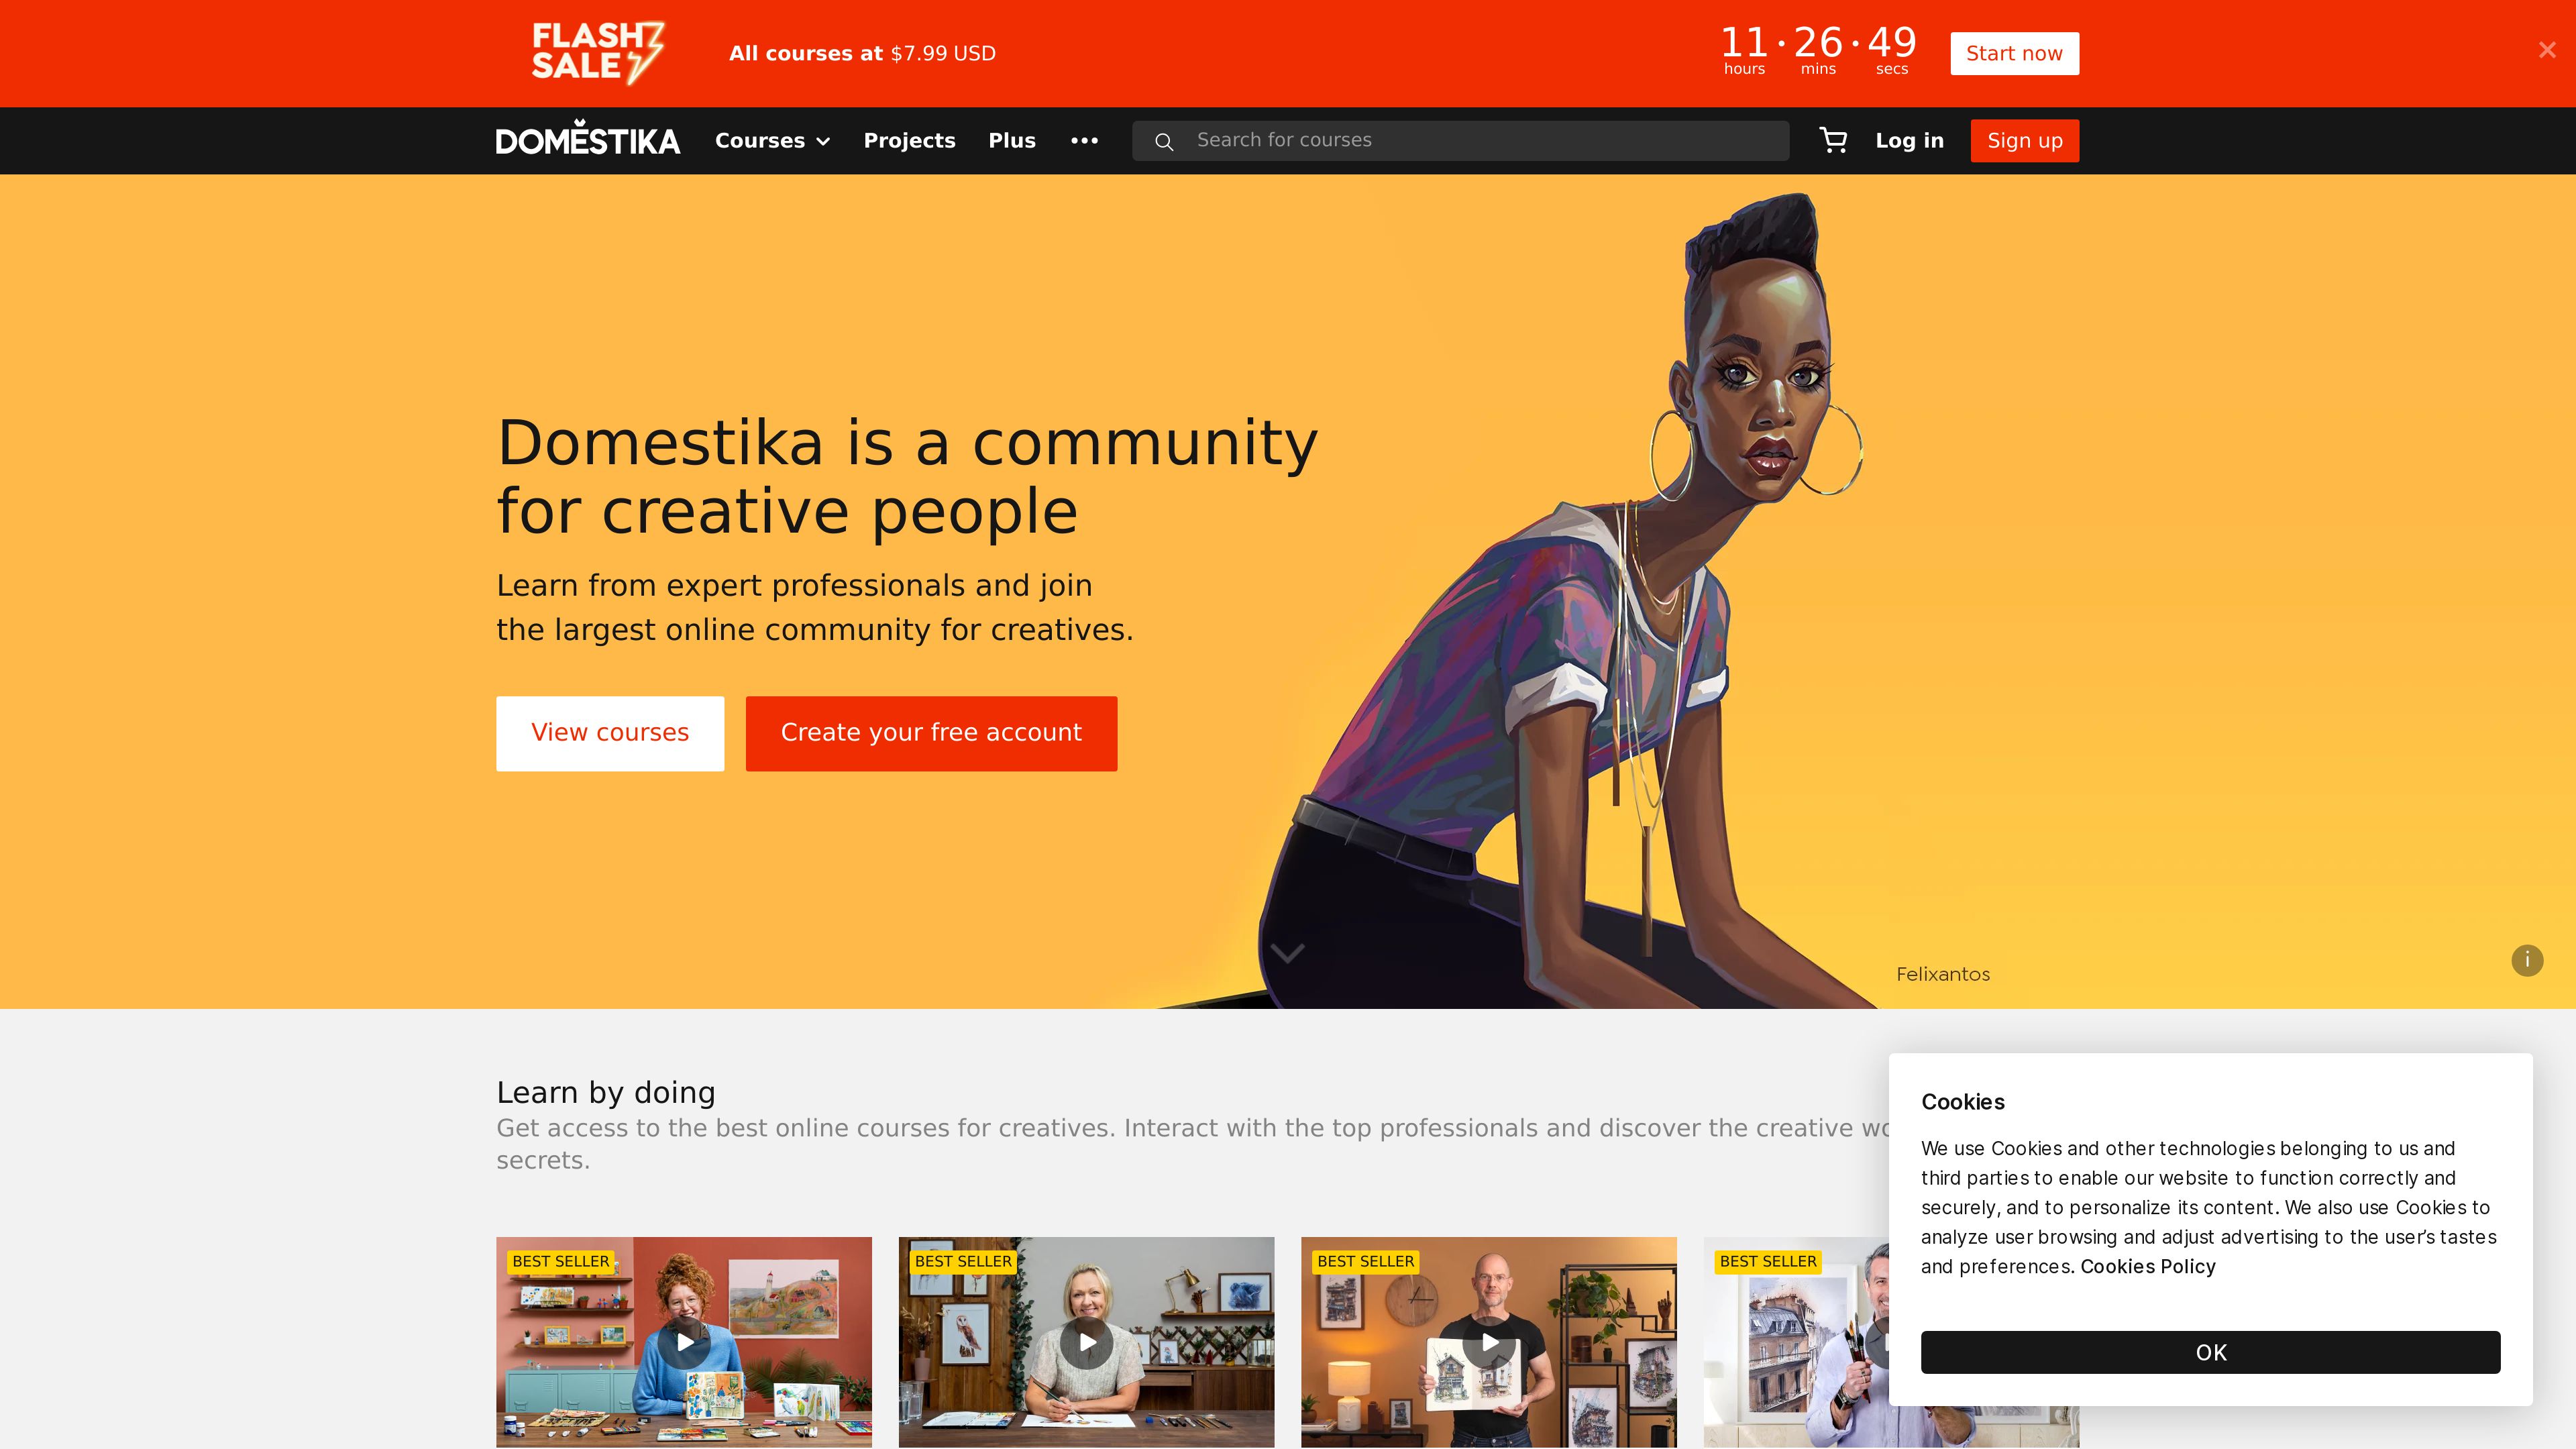 FLASH
SALE
All courses at $7.99 USD
11 · 26 · 49
hours mins secs
Start now
DOMESTIKA
Courses
Projects
Plus
Search for courses
Log in
Sign up
Domestika is a community
for creative people
Learn from expert professionals and join
the largest online community for creatives.
View courses
Create your free account
Felixantos
i
Learn by doing
Get access to the best online courses for creatives. Interact with the top professionals and discover the creative
secrets.
BEST SELLER
BEST SELLER
BEST SELLER
BEST SELLER
Cookies
We use Cookies and other technologies belonging to us and
third parties to enable our website to function correctly and
securely, and to personalize its content. We also use Cookies to
analyze user browsing and adjust advertising to the user’s tastes
and preferences. Cookies Policy
OK